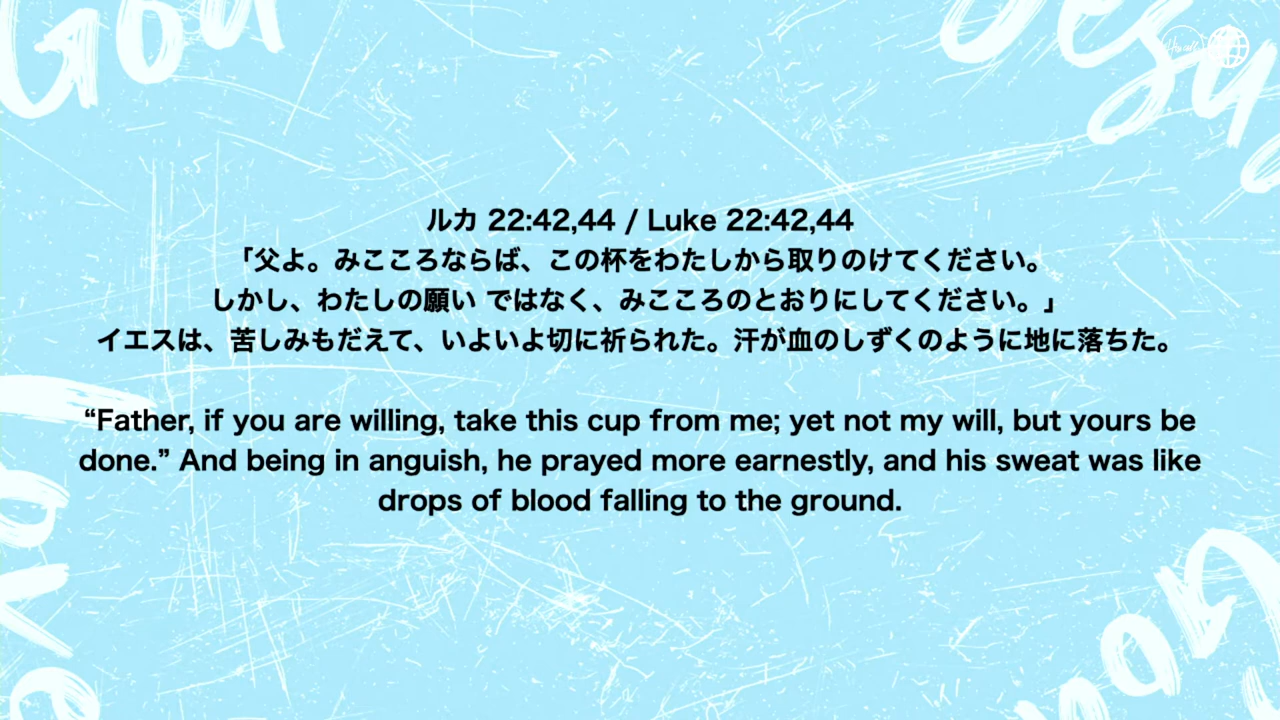 God
Jesu
ルカ 22:42,44 / Luke 22:42,44
「父よ。みこころならば、この杯をわたしから取りのけてください。
しかし、わたしの願い ではなく、みこころのとおりにしてください。」
イエスは、苦しみもだえて、いよいよ切に祈られた。汗が血のしずくのように地に落ちた。
“Father, if you are willing, take this cup from me; yet not my will, but yours be
done.” And being in anguish, he prayed more earnestly, and his sweat was like
drops of blood falling to the ground.